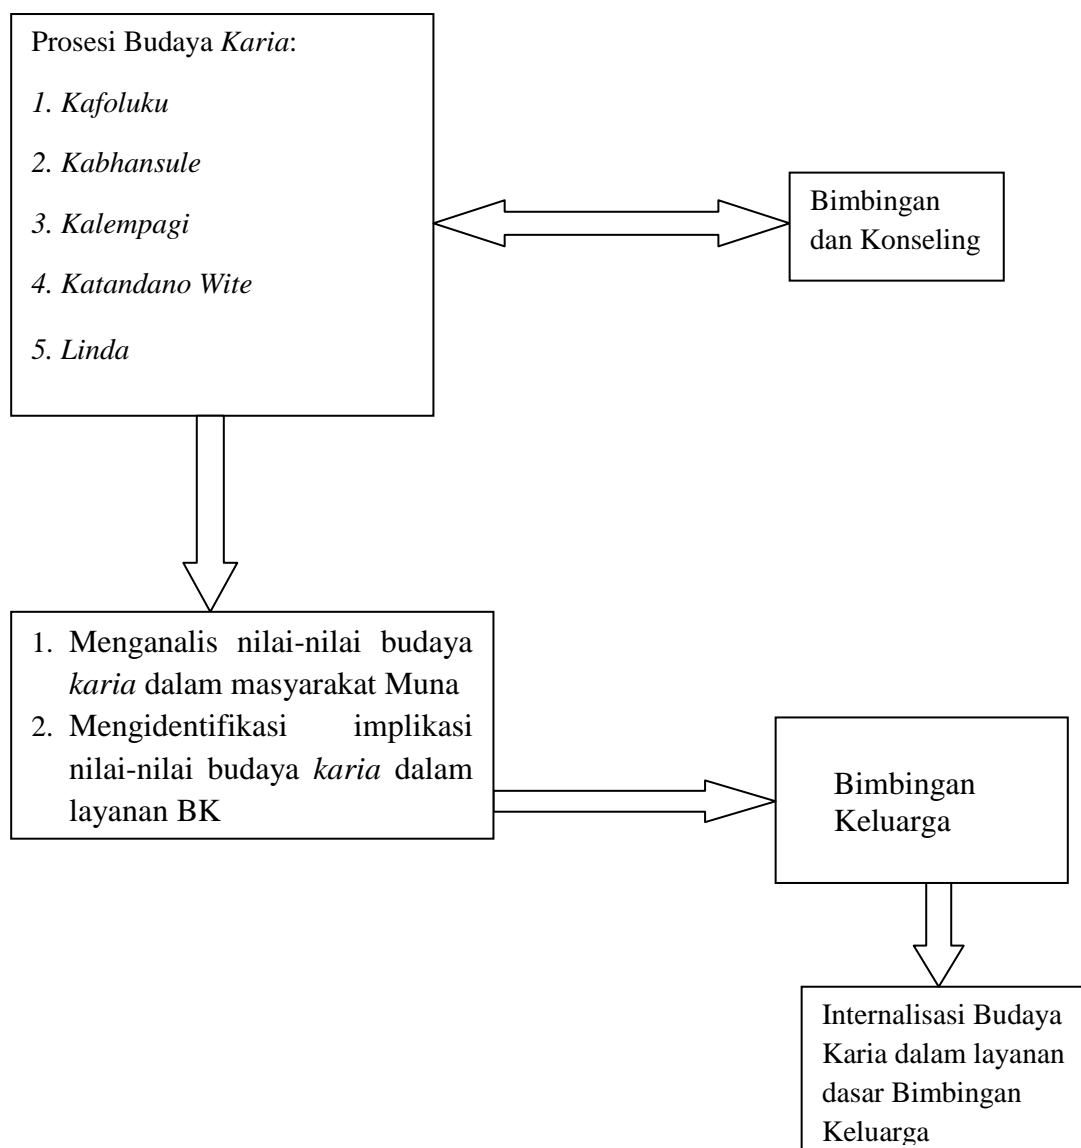 Prosesi Budaya Karia:
1. Kafoluku
2. Kabhansule
3. Kalempagi
4. Katandano Wite
5. Linda
Bimbingan
dan Konseling
1. Menganalis nilai-nilai budaya
karia dalam masyarakat Muna
2. Mengidentifikasi implikasi
nilai-nilai budaya karia dalam
layanan BK
Bimbingan
Keluarga
Internalisasi Budaya
Karia dalam layanan
dasar Bimbingan
Keluarga